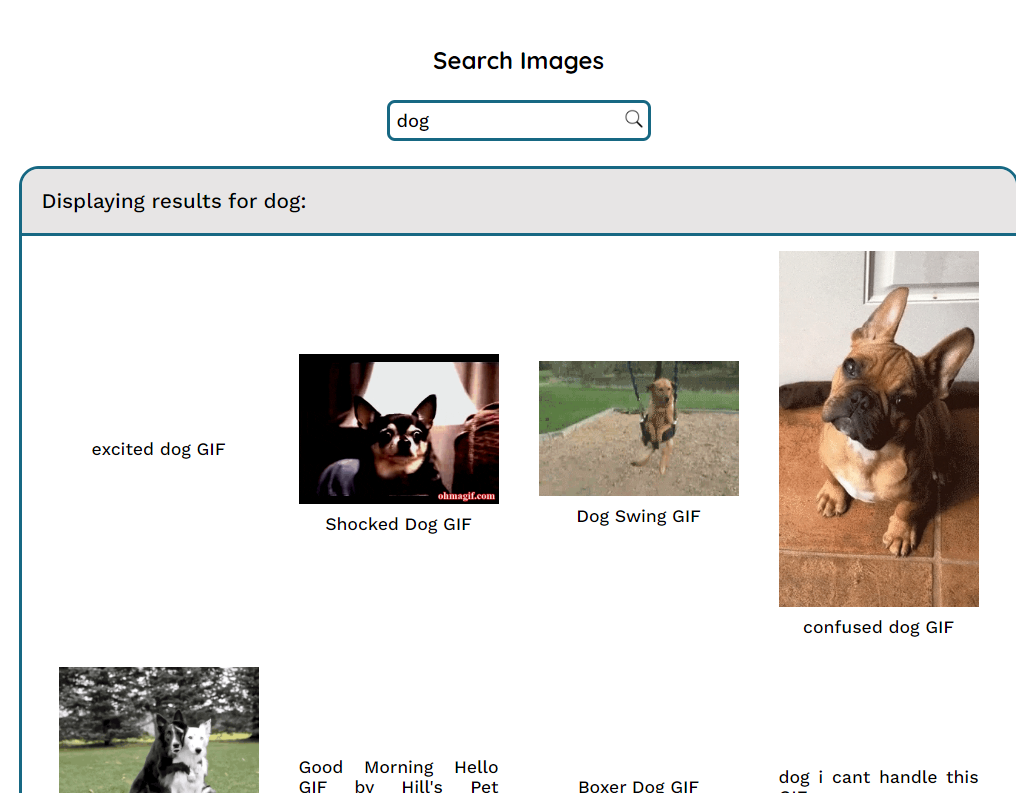 Search Images
dog
Displaying results for dog:
excited dog GIF
ohmagif.com
Shocked Dog GIF
Dog Swing GIF
confused dog GIF
Good Morning Hello
GIF by Hill's Pet
Boxer Dog GIF
dog i cant handle this